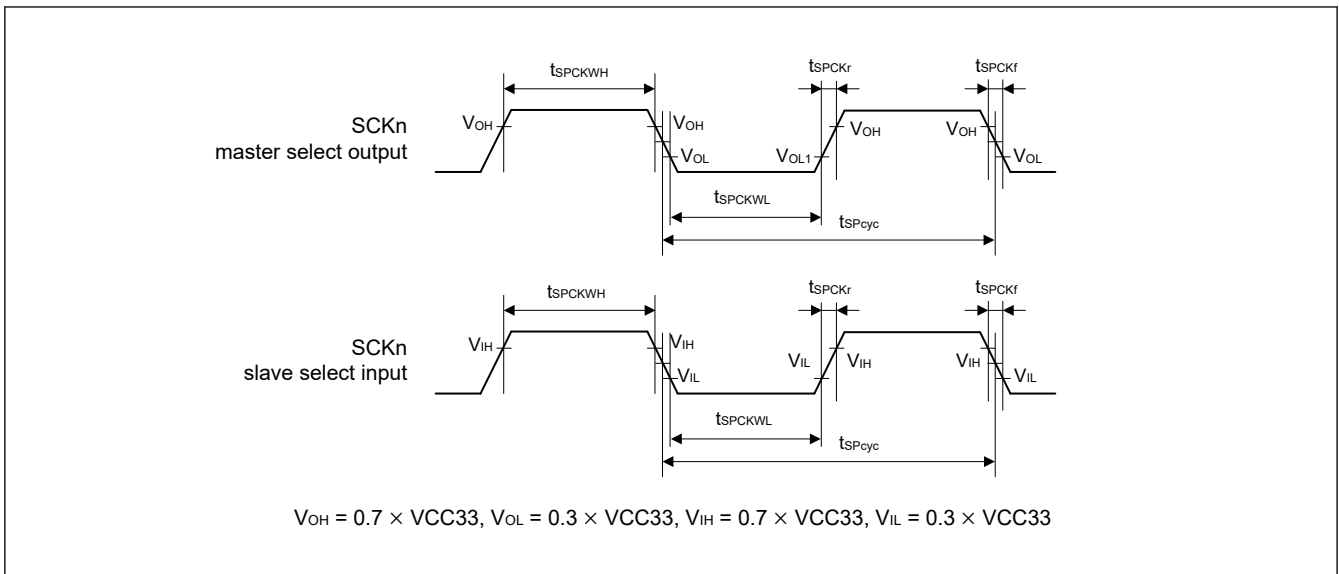 tSPCKWH
tSPCKr
tSPCKf
SCKn
master select output
VOH
VOH
VOH
VOH
VOL
VOL1
VOL
tSPCKWL
tSPcyc
tSPCKWH
tSPCKr
tSPCKf
SCKn
slave select input
VIH
VIH
VIH
VIH
VIL
VIL
VIL
tSPCKWL
tSPcyc
VOH = 0.7 × VCC33, VOL = 0.3 × VCC33, VIH = 0.7 × VCC33, VIL = 0.3 × VCC33